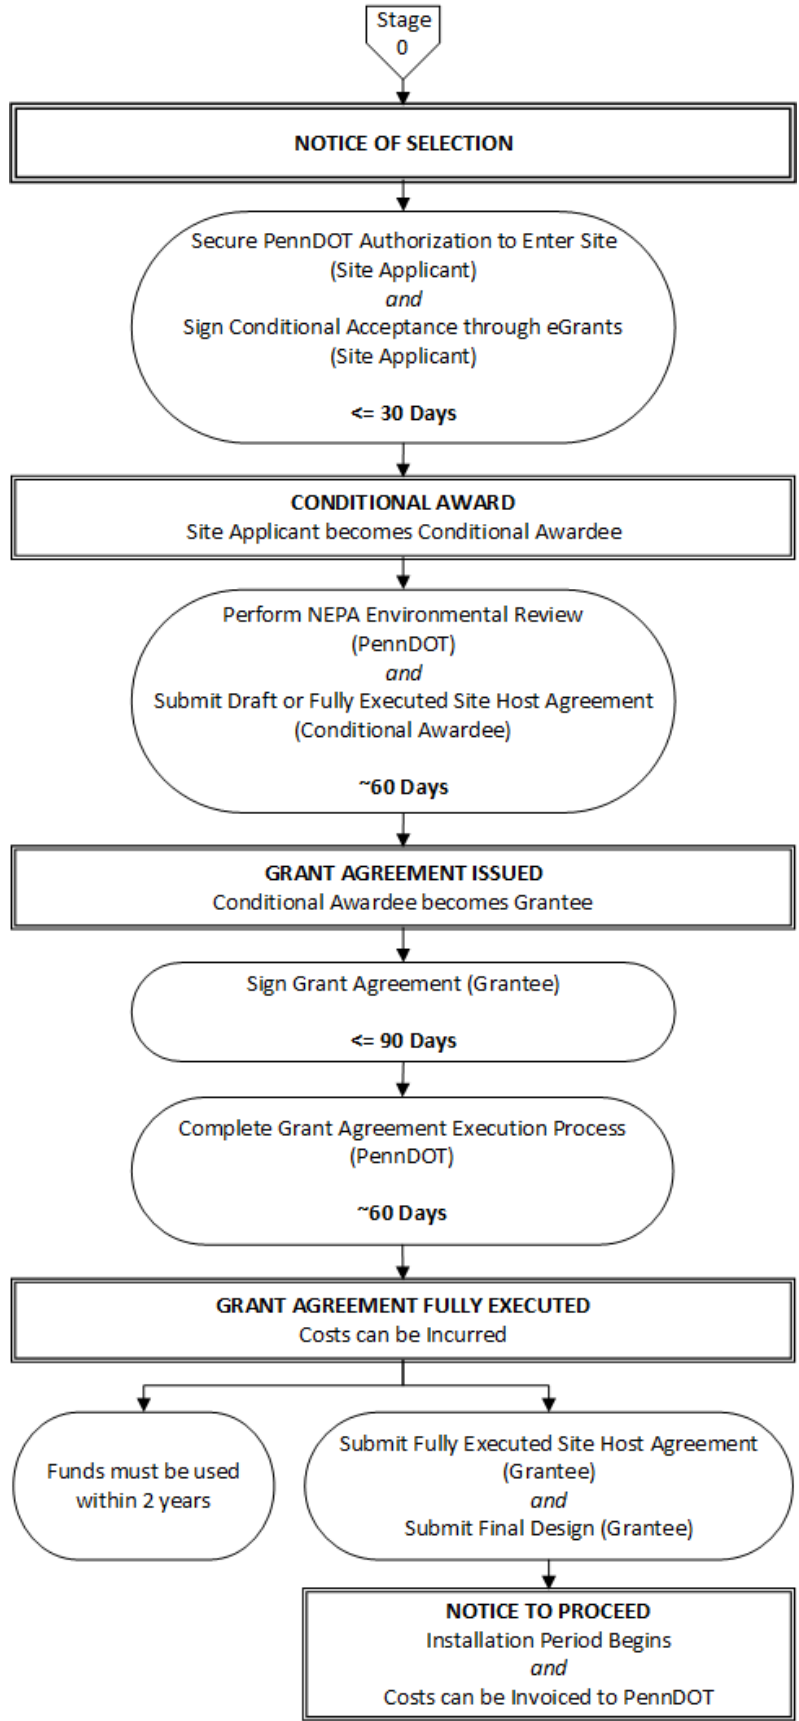 Stage
0
NOTICE OF SELECTION
Secure PennDOT Authorization to Enter Site
(Site Applicant)
and
Sign Conditional Acceptance through eGrants
(Site Applicant)
<= 30 Days
CONDITIONAL AWARD
Site Applicant becomes Conditional Awardee
Perform NEPA Environmental Review
(PennDOT)
and
Submit Draft or Fully Executed Site Host Agreement
(Conditional Awardee)
~60 Days
GRANT AGREEMENT ISSUED
Conditional Awardee becomes Grantee
Sign Grant Agreement (Grantee)
<= 90 Days
Complete Grant Agreement Execution Process
(PennDOT)
~60 Days
GRANT AGREEMENT FULLY EXECUTED
Costs can be Incurred
Funds must be used
within 2 years
Submit Fully Executed Site Host Agreement
(Grantee)
and
Submit Final Design (Grantee)
NOTICE TO PROCEED
Installation Period Begins
and
Costs can be Invoiced to PennDOT